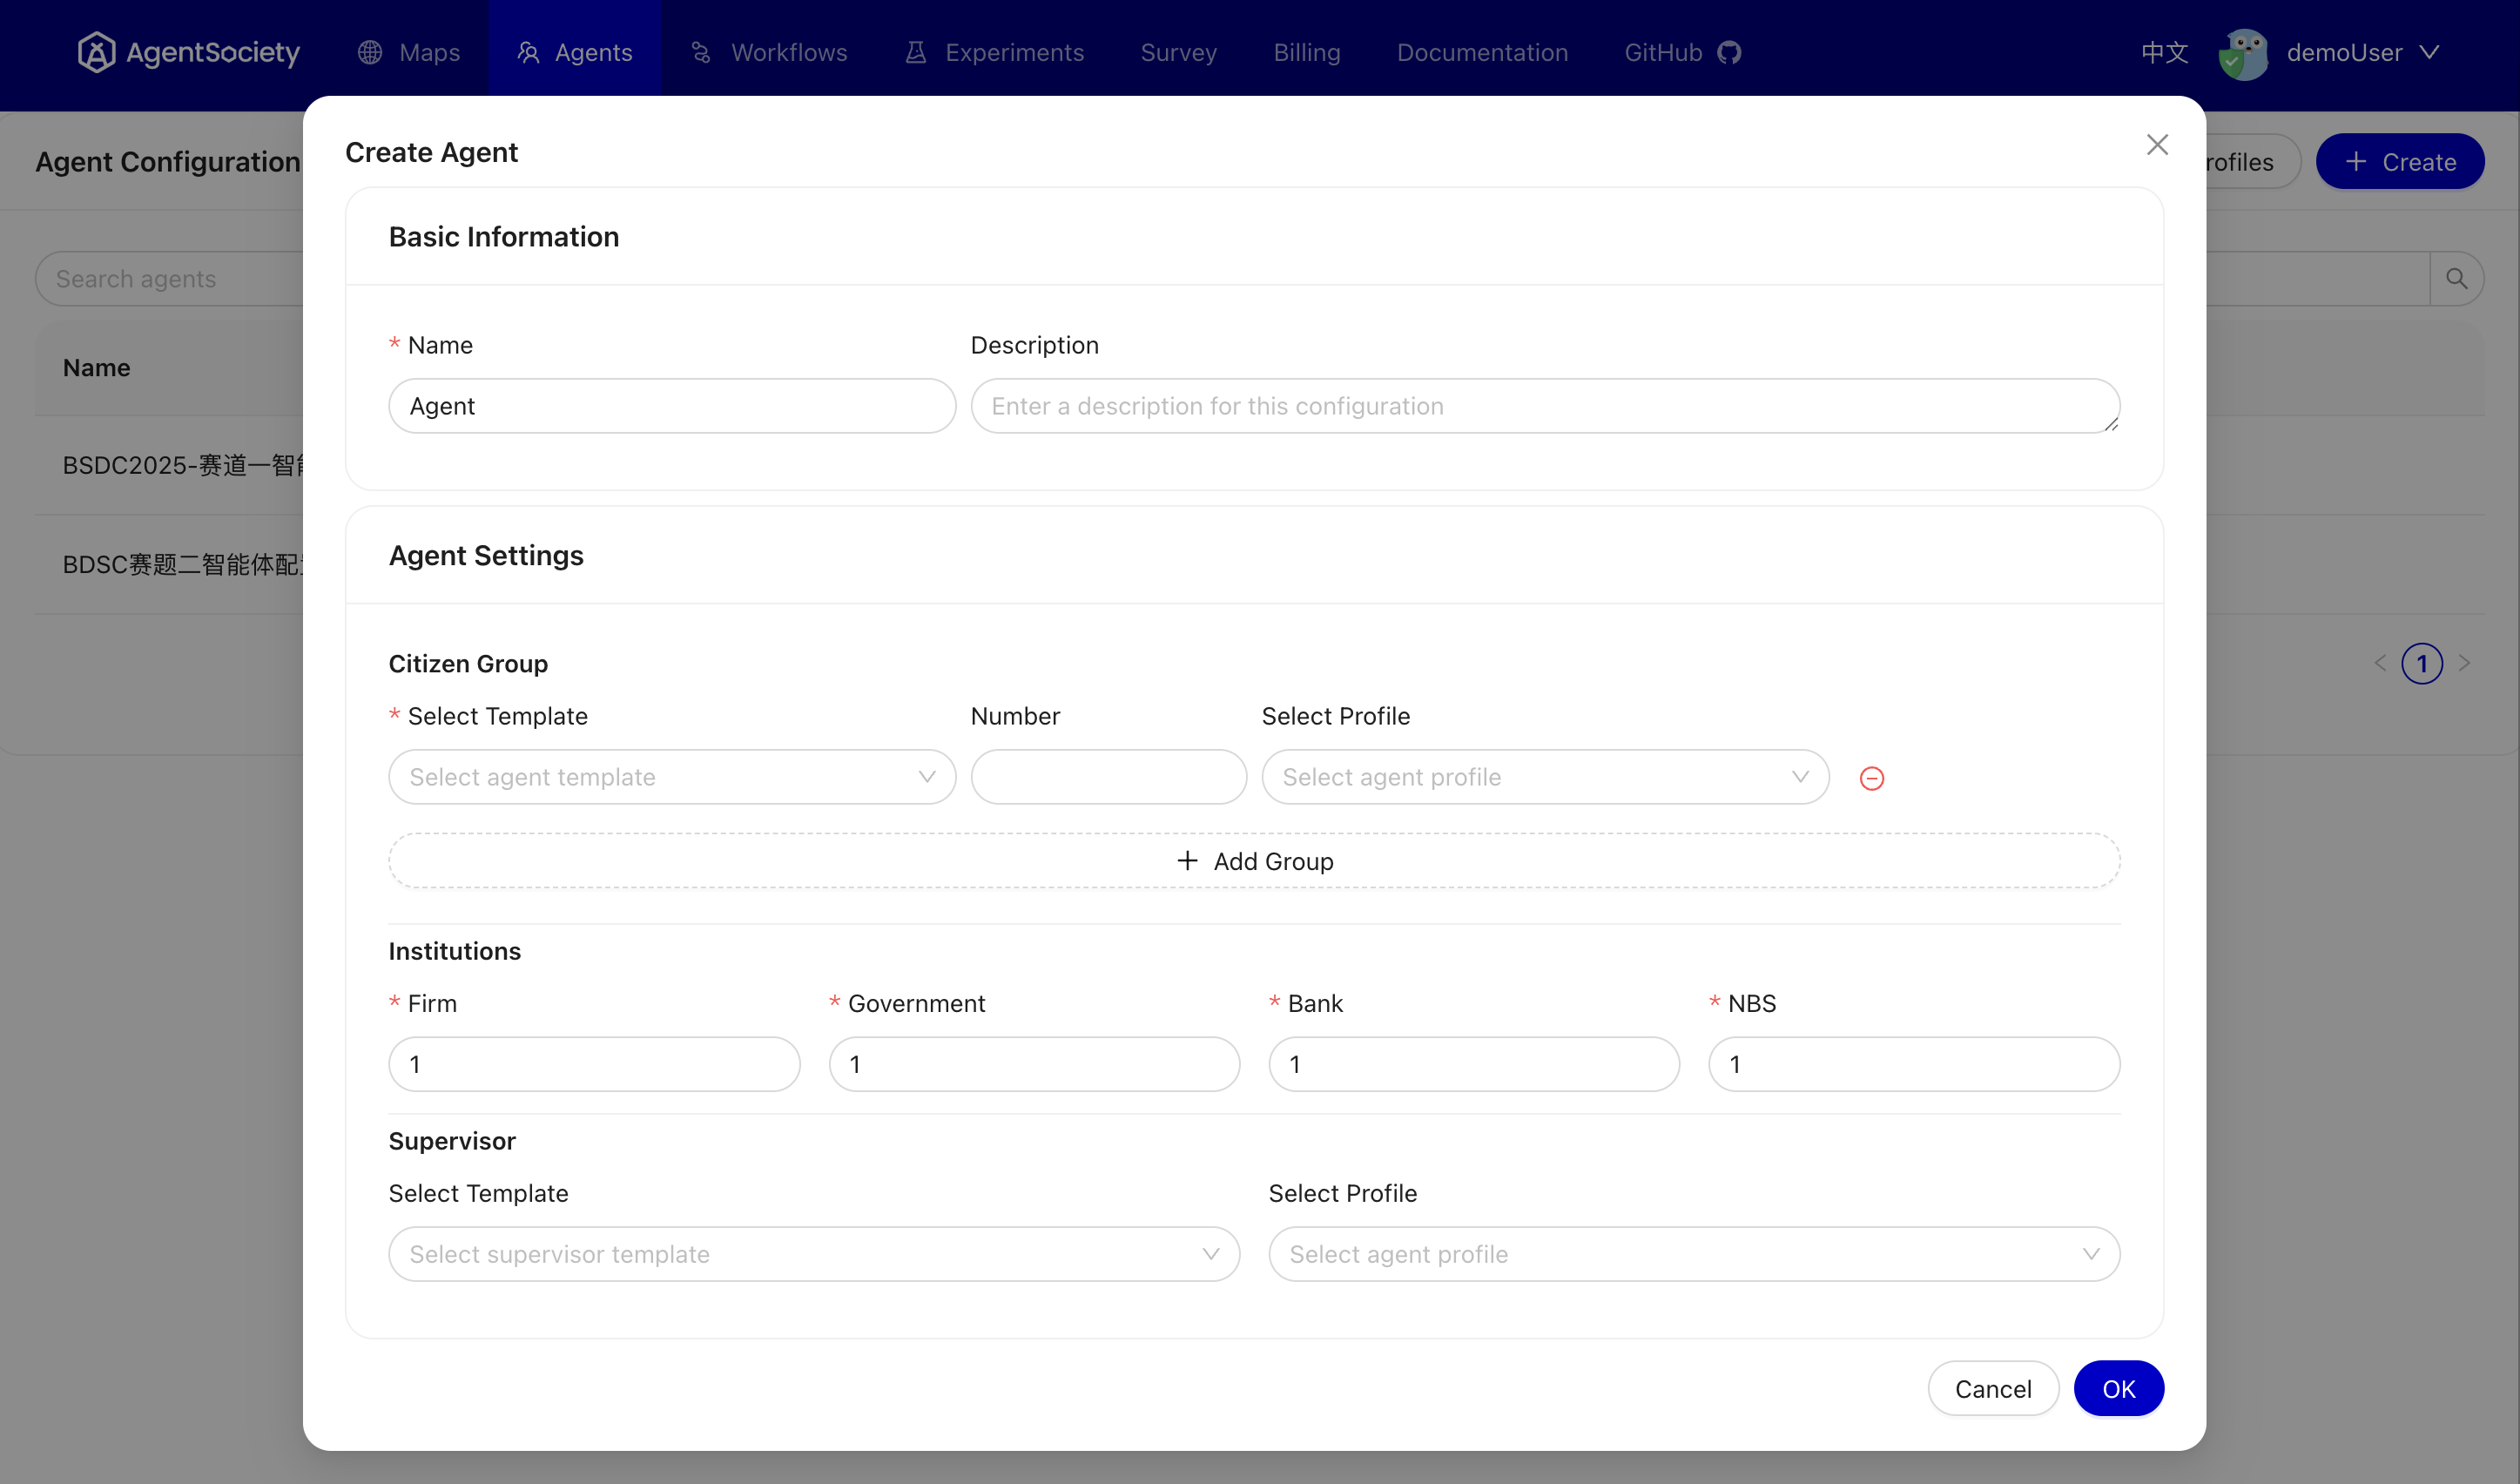 AgentSociety Maps Agents Workflows Experiments Survey Billing Documentation GitHub 中文 demoUser
Agent Configuration
rofiles
Create
Search agents
Name
BSDC2025-赛道一智
BDSC赛题二智能体配
1
Create Agent
Basic Information
* Name Description
Agent Enter a description for this configuration
Agent Settings
Citizen Group
* Select Template Number Select Profile
Select agent template Select agent profile
Add Group
Institutions
* Firm * Government * Bank * NBS
1 1 1 1
Supervisor
Select Template Select Profile
Select supervisor template Select agent profile
Cancel OK